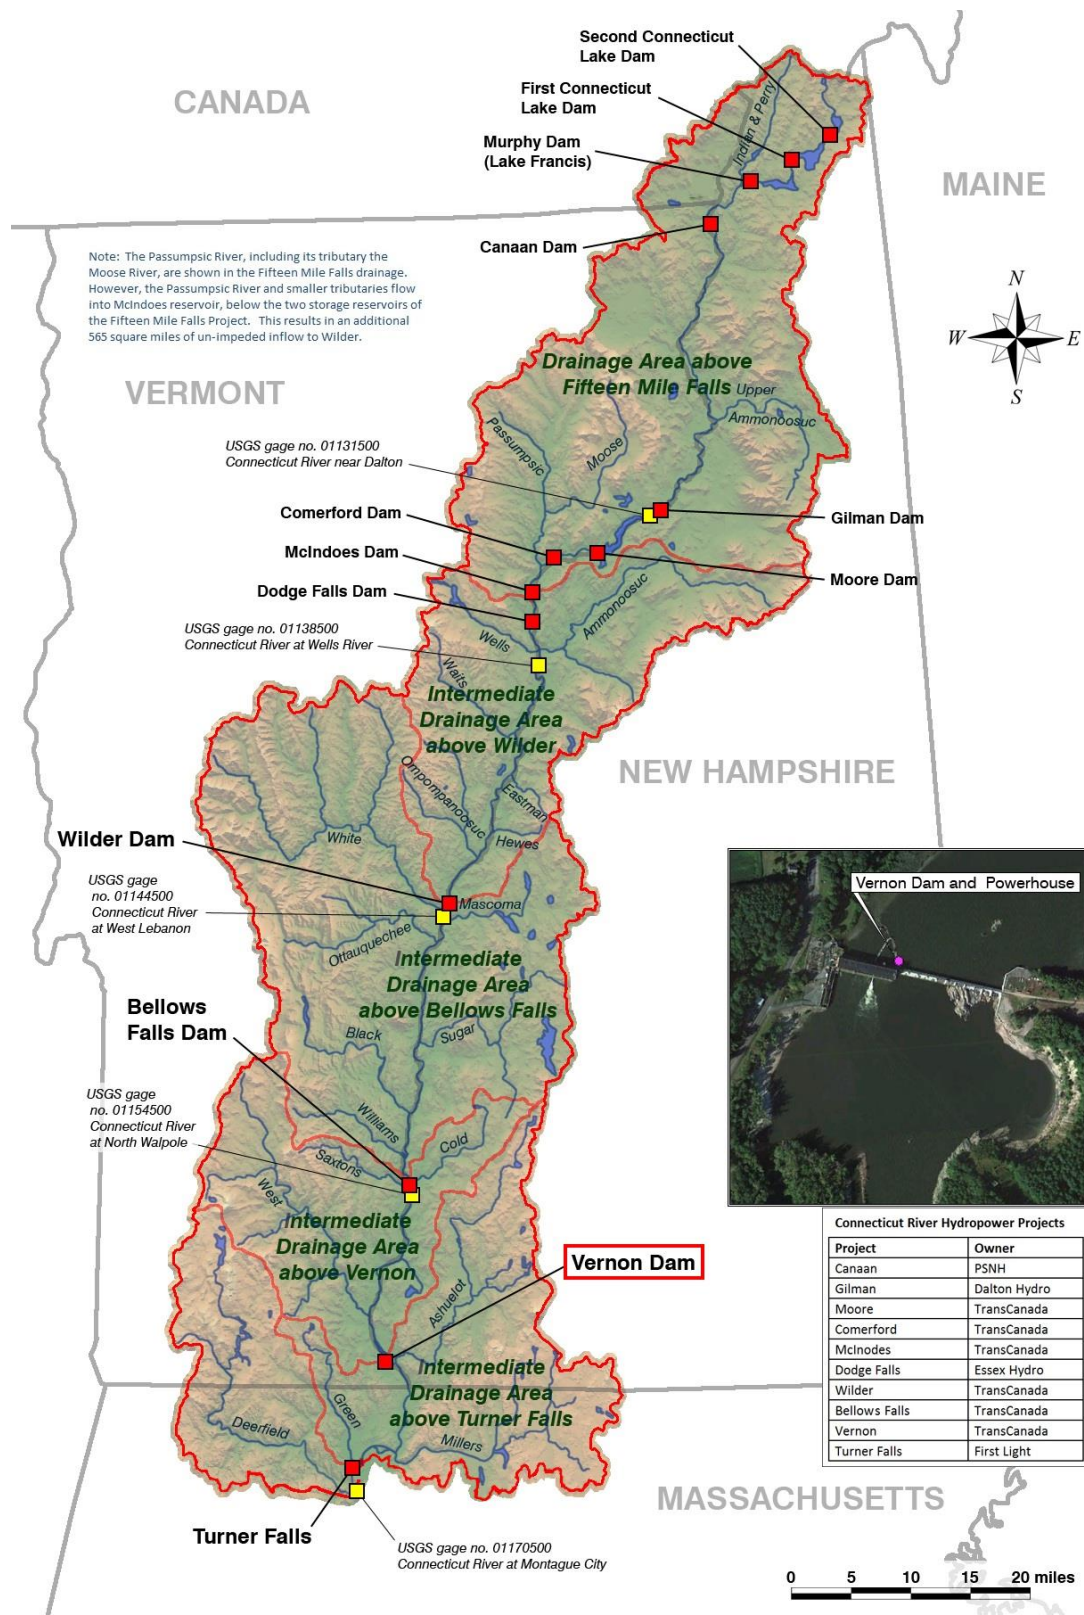 Second Connecticut
Lake Dam
First Connecticut
Lake Dam
CANADA
Murphy Dam
(Lake Francis)
Indian & Perry
MAINE
Canaan Dam
Note: The Passumpsic River, including its tributary the
Moose River, are shown in the Fifteen Mile Falls drainage.
However, the Passumpsic River and smaller tributaries flow
into McIndoes reservoir, below the two storage reservoirs of
the Fifteen Mile Falls Project. This results in an additional
565 square miles of un-impeded inflow to Wilder.
N
W
E
S
Drainage Area above
Fifteen Mile Falls
VERMONT
Upper
Ammonoosuc
Passumpsic
Moose
USGS gage no. 01131500
Connecticut River near Dalton
Comerford Dam
Gilman Dam
McIndoes Dam
Moore Dam
Dodge Falls Dam
Ammonoosuc
USGS gage no. 01138500
Connecticut River at Wells River
Wells
Waits
Intermediate
Drainage Area
above Wilder
NEW HAMPSHIRE
Ompompanoosuc
Eastman
Hewes
White
Wilder Dam
USGS gage
no. 01144500
Connecticut River
at West Lebanon
Mascoma
Ottauquechee
Vernon Dam and Powerhouse
Intermediate
Drainage Area
above Bellows Falls
Bellows
Falls Dam
Black
Sugar
USGS gage
no. 01154500
Connecticut River
at North Walpole
Williams
Cold
Saxtons
West
Intermediate
Drainage Area
above Vernon
Vernon Dam
Ashuelot
Connecticut River Hydropower Projects
Project Owner
Canaan PSNH
Gilman Dalton Hydro
Moore TransCanada
Comerford TransCanada
McInodes TransCanada
Dodge Falls Essex Hydro
Wilder TransCanada
Bellows Falls TransCanada
Vernon TransCanada
Turner Falls First Light
Intermediate
Drainage Area
above Turner Falls
Green
Deerfield
Millers
MASSACHUSETTS
Turner Falls
USGS gage no. 01170500
Connecticut River at Montague City
0 5 10 15 20 miles